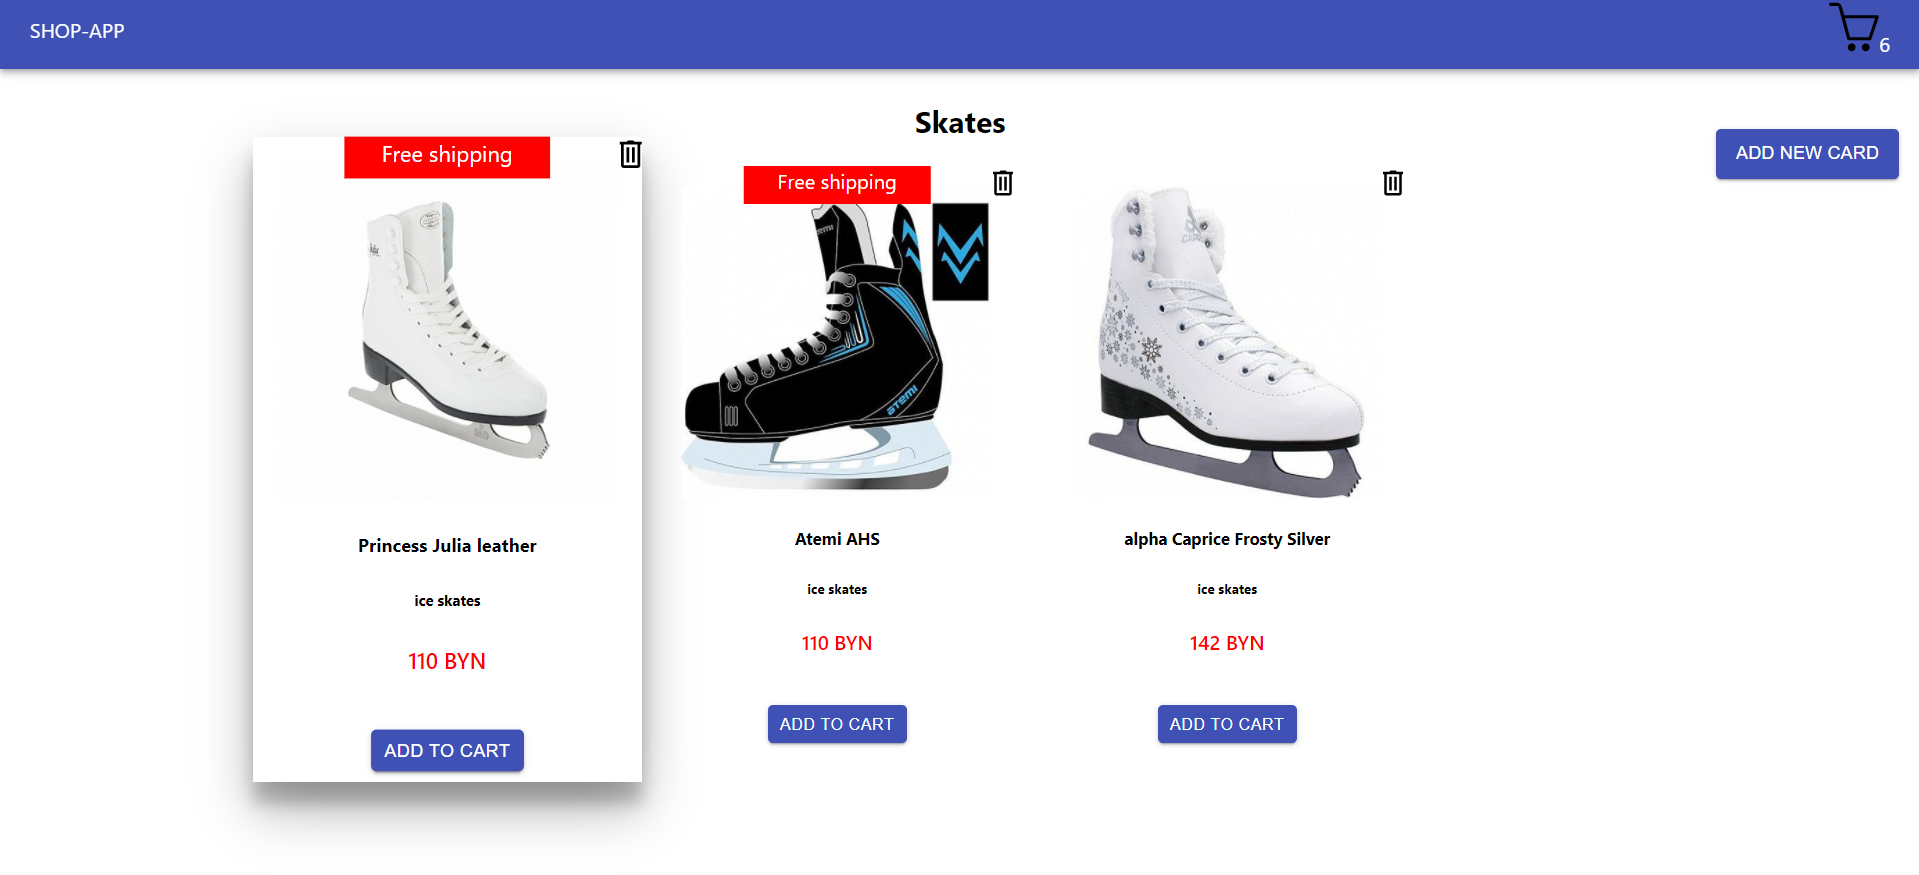 SHOP-APP
6
Skates
ADD NEW CARD
Free shipping
Princess Julia leather
ice skates
110 BYN
ADD TO CART
Free shipping
ATEMI
Atemi AHS
ice skates
110 BYN
ADD TO CART
alpha Caprice Frosty Silver
ice skates
142 BYN
ADD TO CART